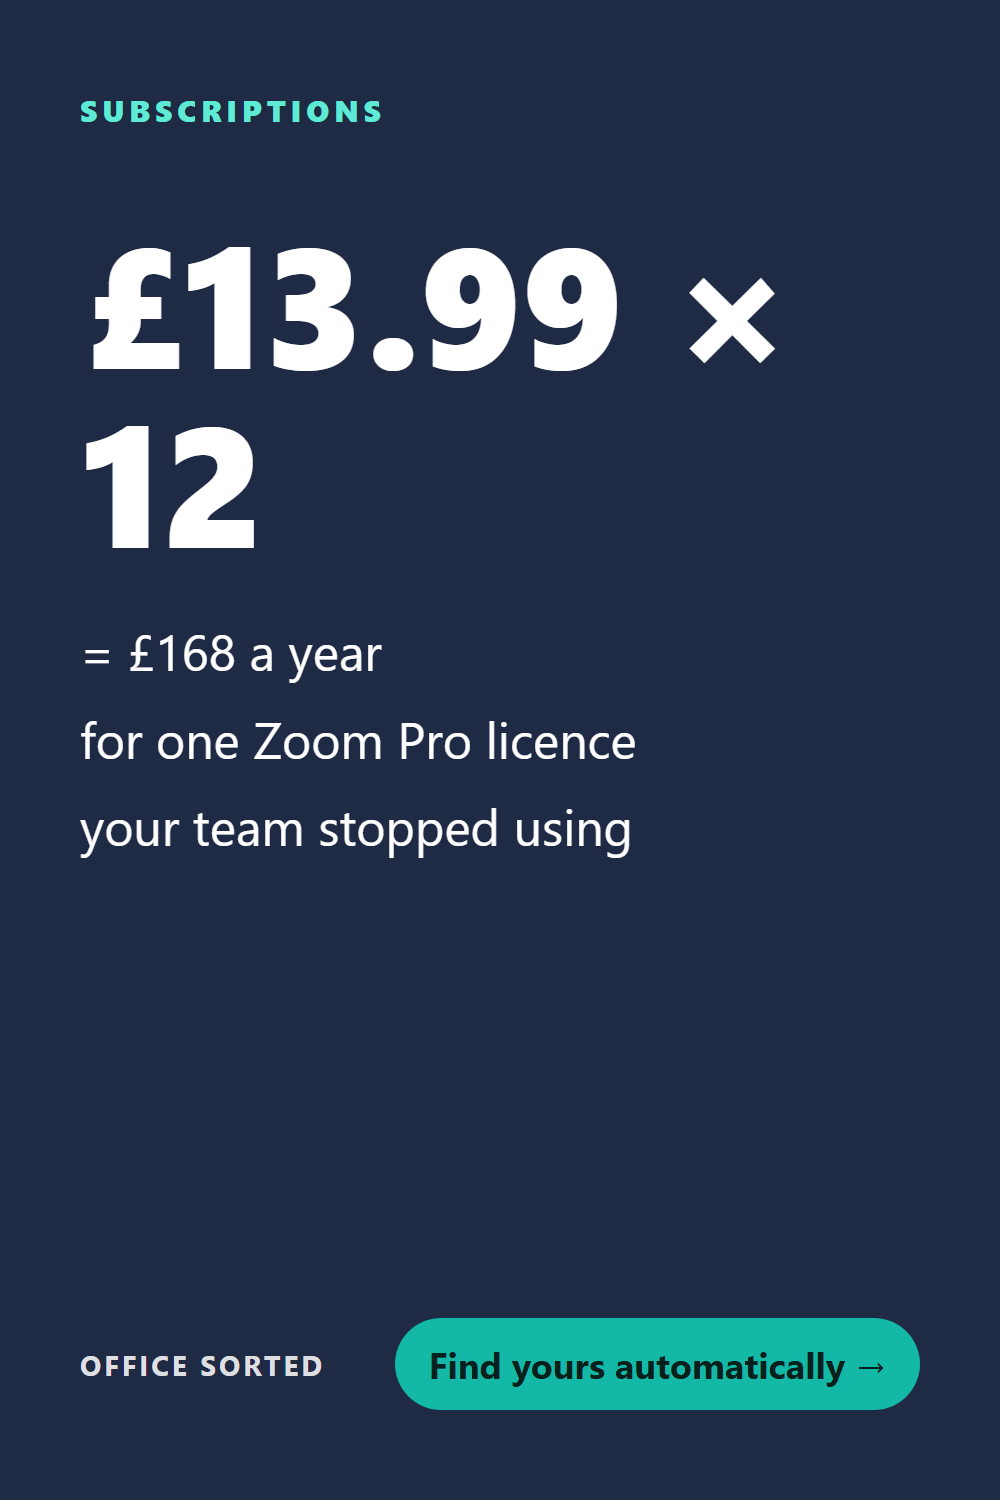 SUBSCRIPTIONS
£13.99 ×
12
= £168 a year
for one Zoom Pro licence
your team stopped using
OFFICE SORTED
Find yours automatically →